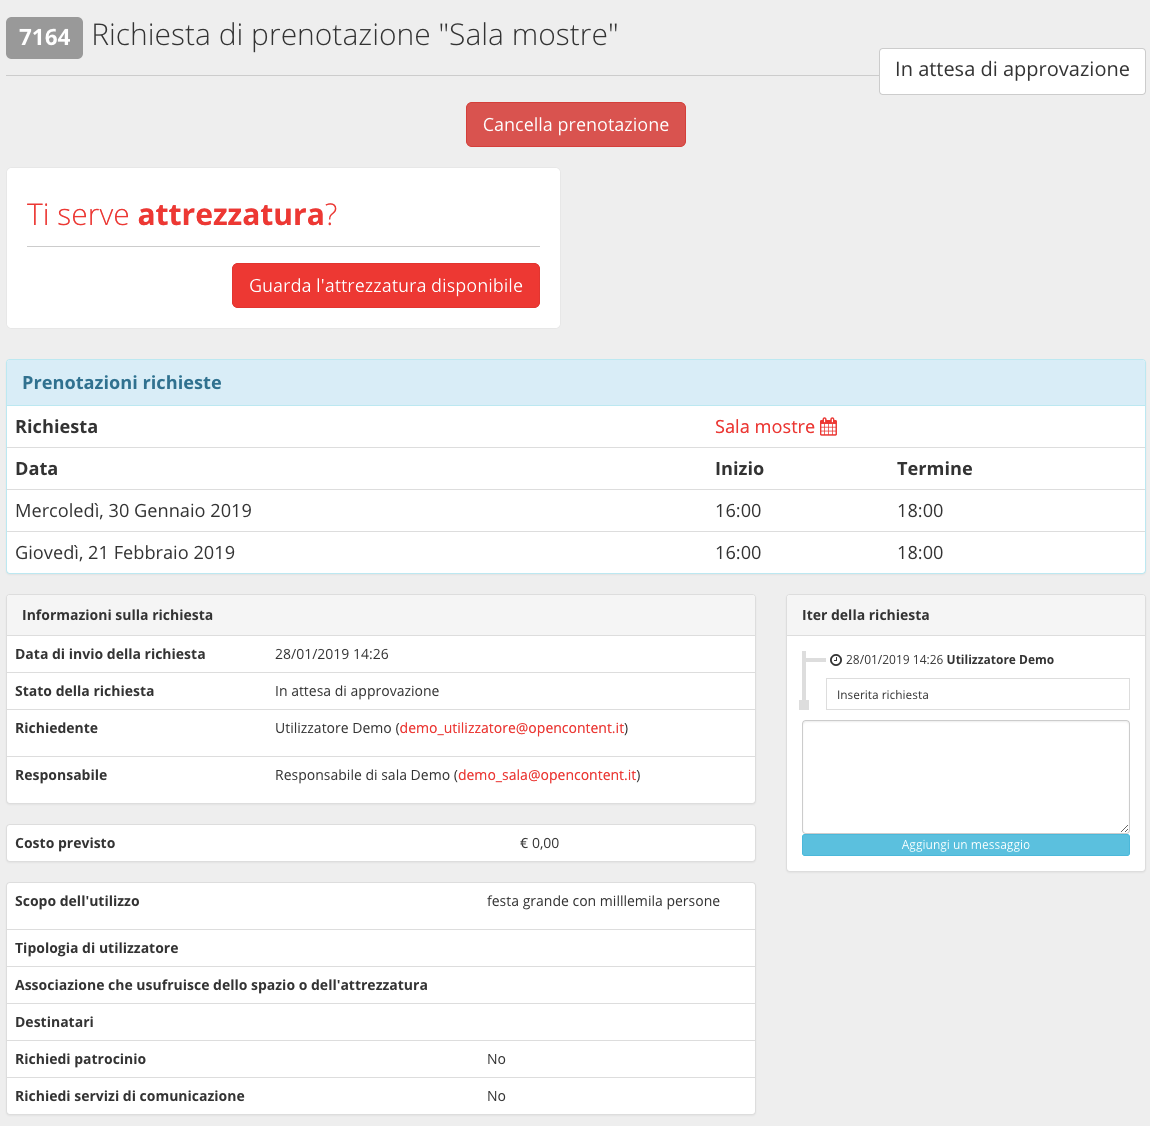 7164 Richiesta di prenotazione "Sala mostre"
In attesa di approvazione
Cancella prenotazione
Ti serve attrezzatura?
Guarda l'attrezzatura disponibile
Prenotazioni richieste
Richiesta Sala mostre
Data Inizio Termine
Mercoledì, 30 Gennaio 2019 16:00 18:00
Giovedì, 21 Febbraio 2019 16:00 18:00
Informazioni sulla richiesta
Data di invio della richiesta 28/01/2019 14:26
Stato della richiesta In attesa di approvazione
Richiedente Utilizzatore Demo (demo_utilizzatore@opencontent.it)
Responsabile Responsabile di sala Demo (demo_sala@opencontent.it)
Costo previsto € 0,00
Scopo dell'utilizzo festa grande con milllemila persone
Tipologia di utilizzatore
Associazione che usufruisce dello spazio o dell'attrezzatura
Destinatari
Richiedi patrocinio No
Richiedi servizi di comunicazione No
Iter della richiesta
28/01/2019 14:26 Utilizzatore Demo
Inserita richiesta
Aggiungi un messaggio